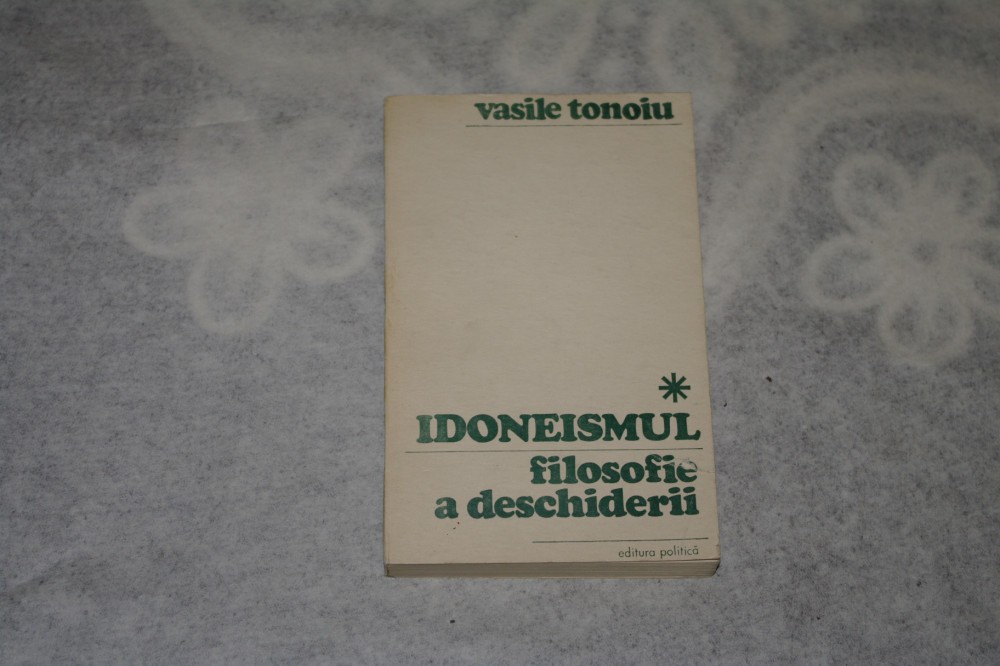 vasile tonoiu
*
IDONEISMUL
filosofie
a deschiderii
editura politică